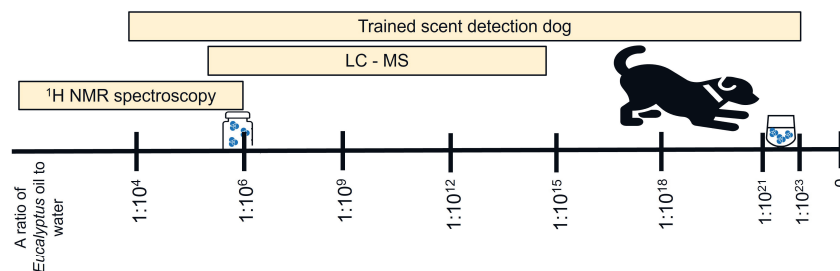 Trained scent detection dog
LC - MS
¹H NMR spectroscopy
A ratio of
Eucalyptus oil to
water
1:10⁴
1:10⁶
1:10⁹
1:10¹²
1:10¹⁵
1:10¹⁸
1:10²¹
1:10²³